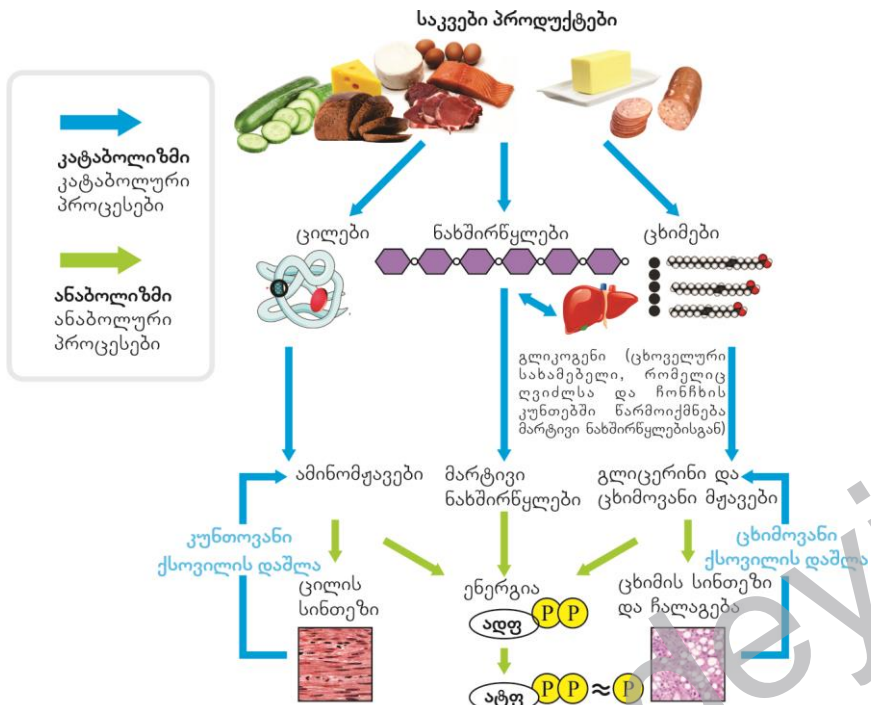 საკვები პროდუქტები
კატაბოლიზმი
კატაბოლური
პროცესები
ანაბოლიზმი
ანაბოლური
პროცესები
ცილები
ნახშირწყლები
ცხიმები
გლიკოგენი (ცხოველური
სახამებელი, რომელიც
ღვიძლსა და ჩონჩხის
კუნთებში წარმოიქმნება
მარტივი ნახშირწყლებისგან)
ამინომჟავები
მარტივი
ნახშირწყლები
გლიცერინი და
ცხიმოვანი მჟავები
კუნთოვანი
ქსოვილის დაშლა
ცხიმოვანი
ქსოვილის დაშლა
ცილის
სინთეზი
ენერგია
ადფ P P
ცხიმის სინთეზი
და ჩალაგება
ატფ P P ≈ P